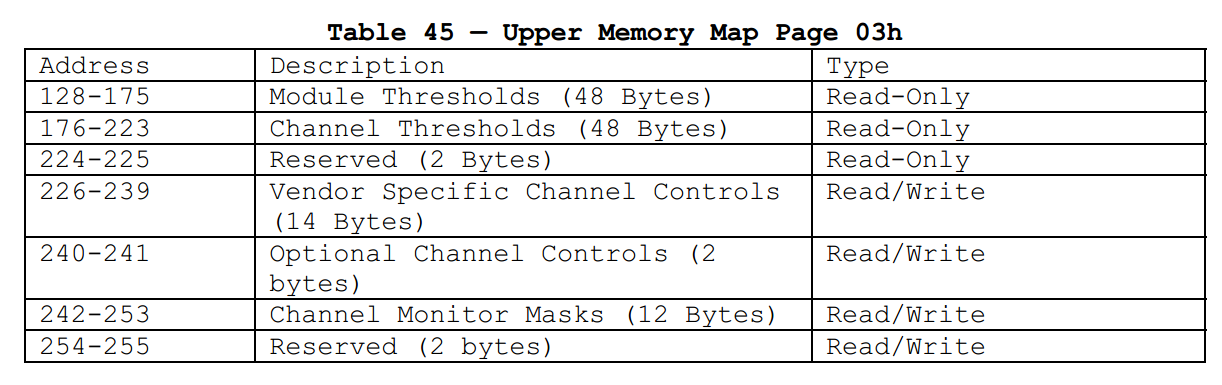 Table 45 — Upper Memory Map Page 03h
Address Description Type
128-175 Module Thresholds (48 Bytes) Read-Only
176-223 Channel Thresholds (48 Bytes) Read-Only
224-225 Reserved (2 Bytes) Read-Only
226-239 Vendor Specific Channel Controls Read/Write
(14 Bytes)
240-241 Optional Channel Controls (2 Read/Write
bytes)
242-253 Channel Monitor Masks (12 Bytes) Read/Write
254-255 Reserved (2 bytes) Read/Write